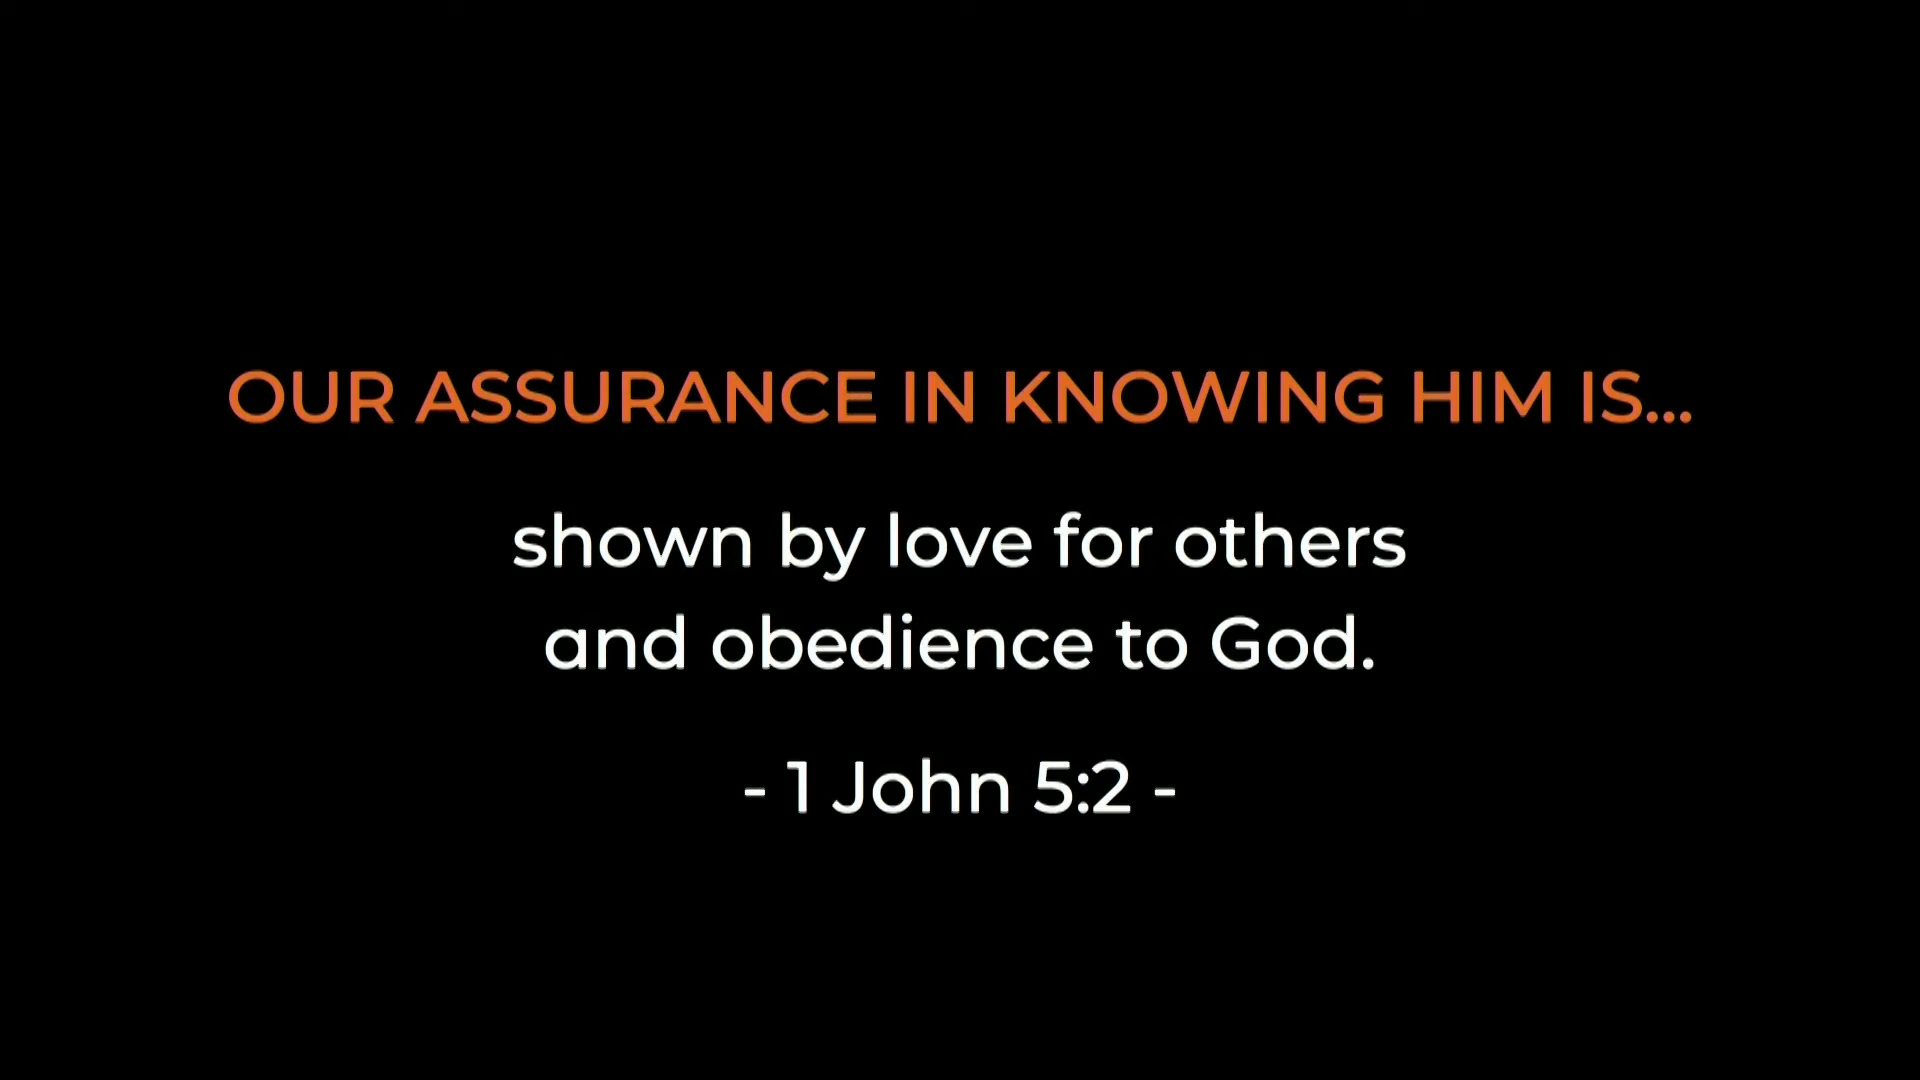 OUR ASSURANCE IN KNOWING HIM IS...
shown by love for others
and obedience to God.
- 1 John 5:2 -